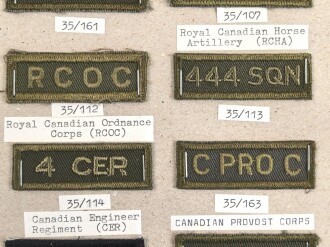 35/161
35/107
Royal Canadian Horse
Artillery (RCHA)
RCOC
444 SQN
35/112
35/113
Royal Canadian Ordnance
Corps (RCOC)
4 CER
C PRO C
35/114
35/163
Canadian Engineer
Regiment (CER)
CANADIAN PROVOST CORPS